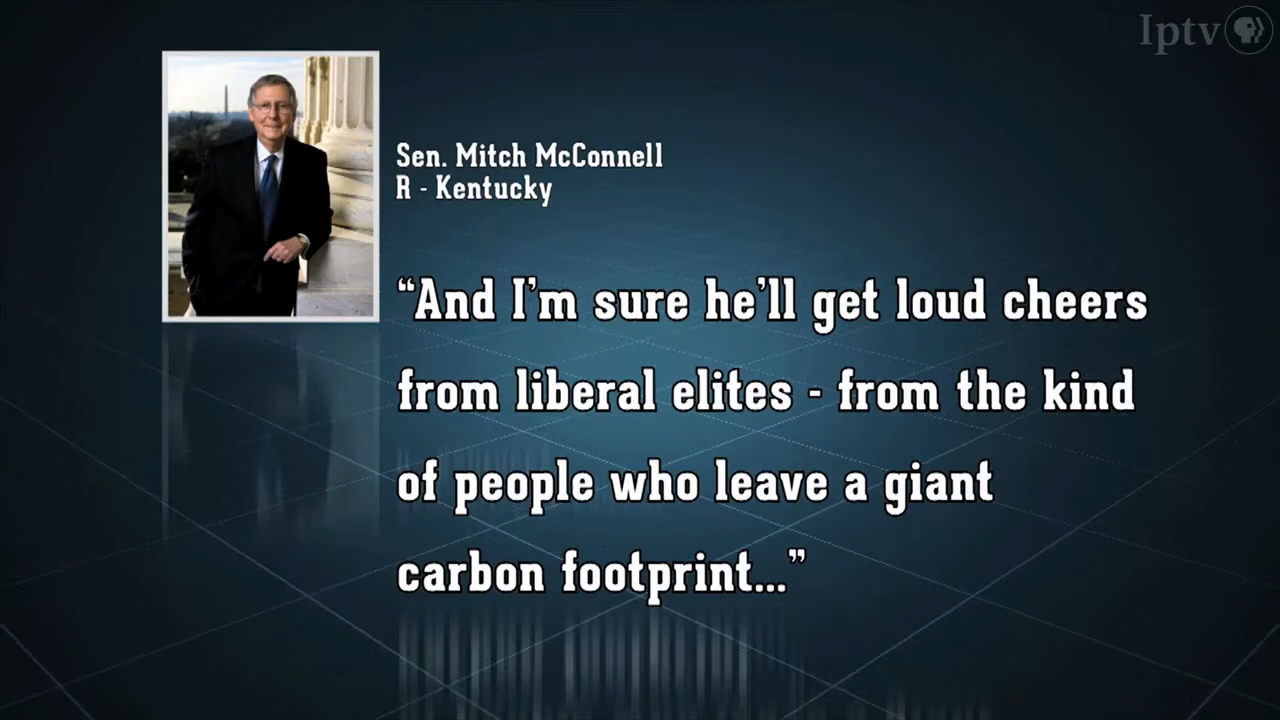 Iptv
Sen. Mitch McConnell
R - Kentucky
“And I’m sure he’ll get loud cheers
from liberal elites - from the kind
of people who leave a giant
carbon footprint...”